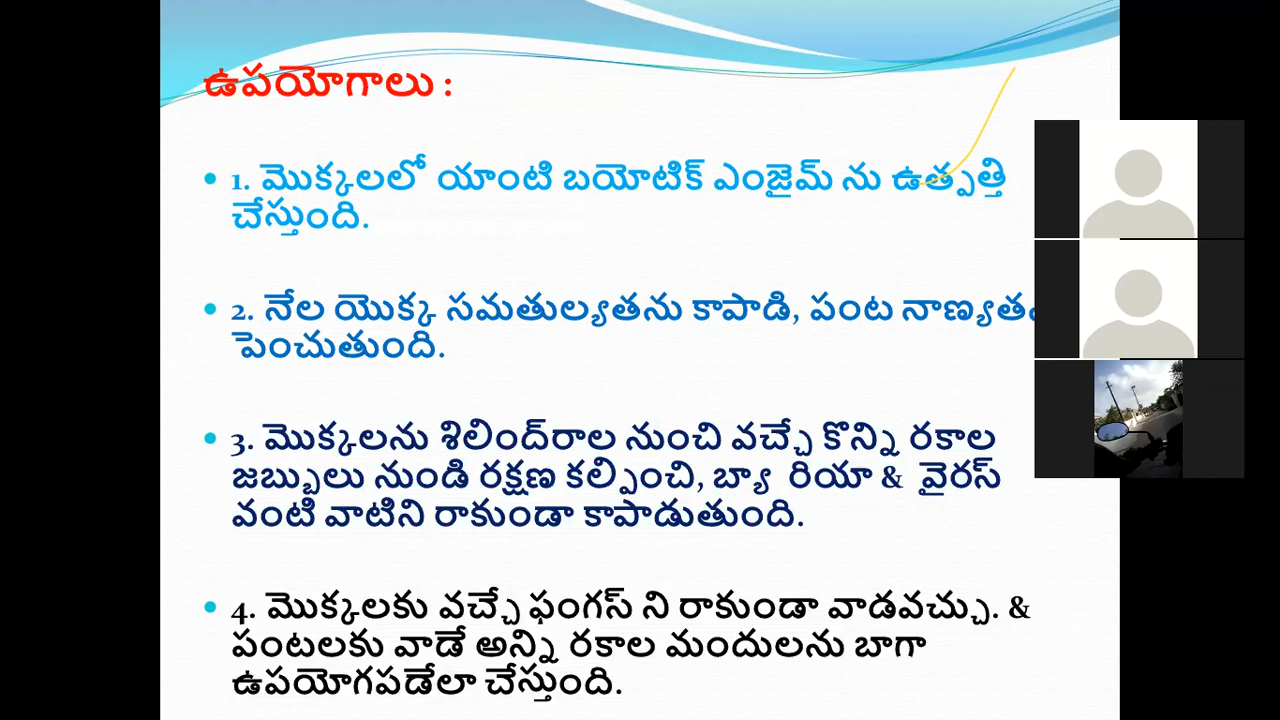 ఉపయోగాలు :
• 1. మొక్కలలో యాంటి బయోటిక్ ఎంజైమ్ ను ఉత్పత్తి
చేస్తుంది.
• 2. నేల యొక్క సమతుల్యతను కాపాడి, పంట
పెంచుతుంది.
• 3. మొక్కలను శిలింద్‌రాల నుంచి వచ్చే కొన్ని రకాల
జబ్బులు నుండి రక్షణ కల్పించి, బ్యా రియా & వైరస్
వంటి వాటిని రాకుండా కాపాడుతుంది.
• 4. మొక్కలకు వచ్చే ఫంగస్ ని రాకుండా వాడవచ్చు. &
పంటలకు వాడే అన్ని రకాల మందులను బాగా
ఉపయోగపడేలా చేస్తుంది.